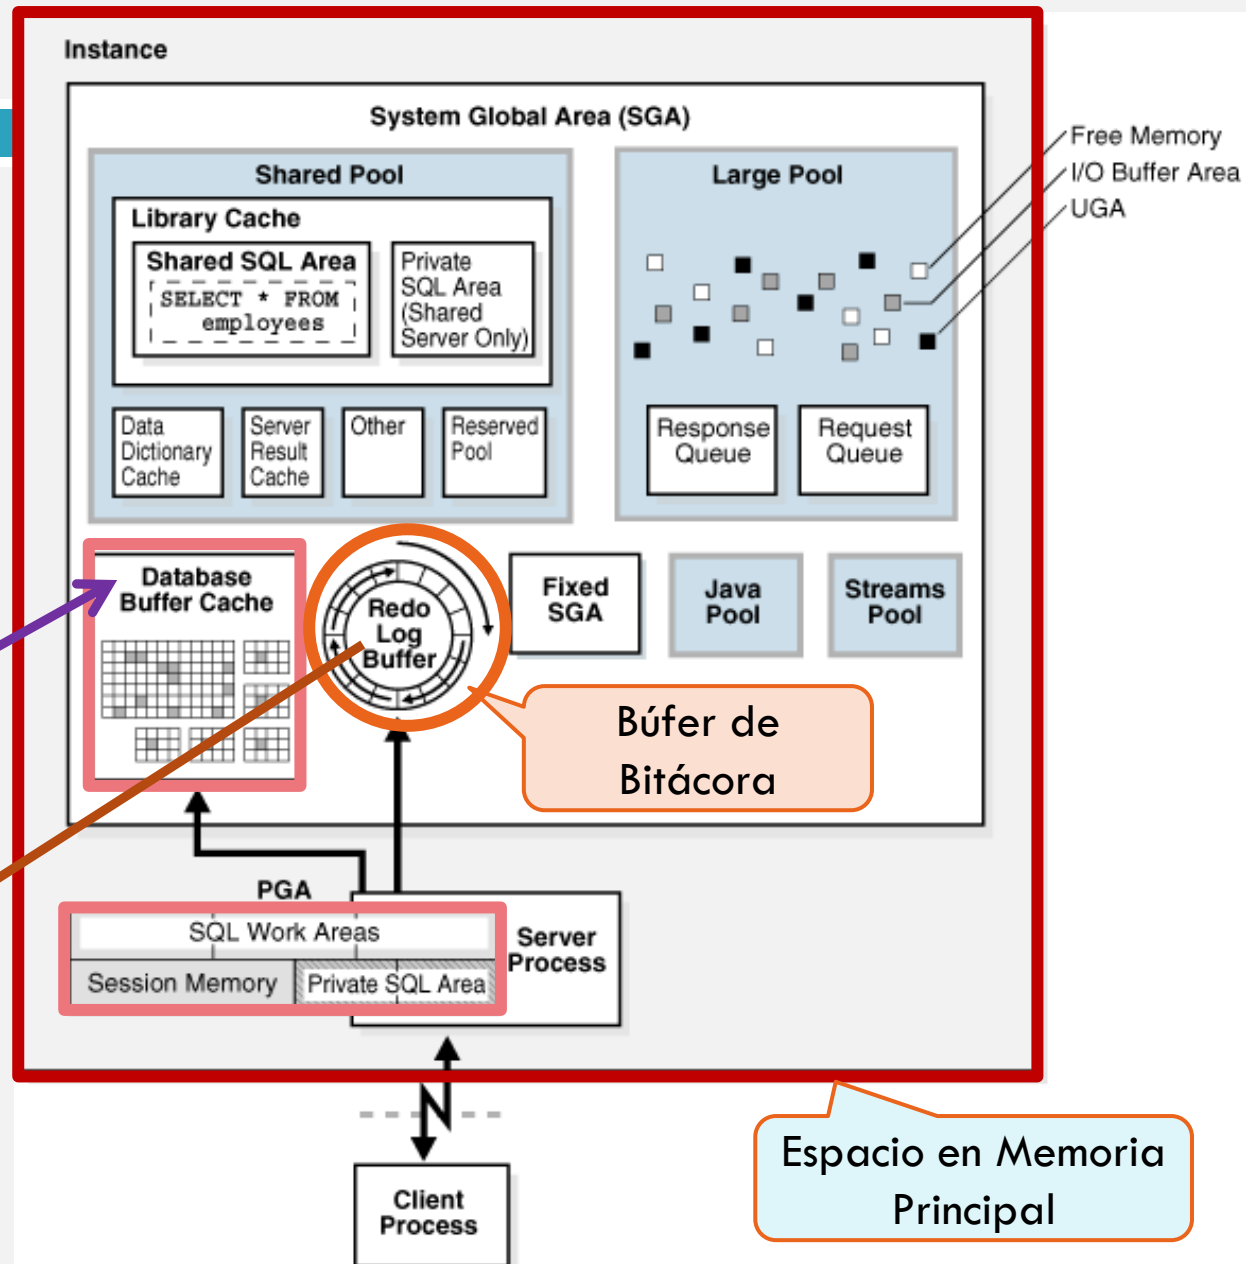 Instance
System Global Area (SGA)
Shared Pool
Library Cache
Shared SQL Area
SELECT * FROM
employees
Private
SQL Area
(Shared
Server Only)
Data
Dictionary
Cache
Server
Result
Cache
Other
Reserved
Pool
Large Pool
Free Memory
I/O Buffer Area
UGA
Response
Queue
Request
Queue
Database
Buffer Cache
Redo
Log
Buffer
Fixed
SGA
Java
Pool
Streams
Pool
Búfer de
Bitácora
PGA
SQL Work Areas
Session Memory
Private SQL Area
Server
Process
Client
Process
Espacio en Memoria
Principal